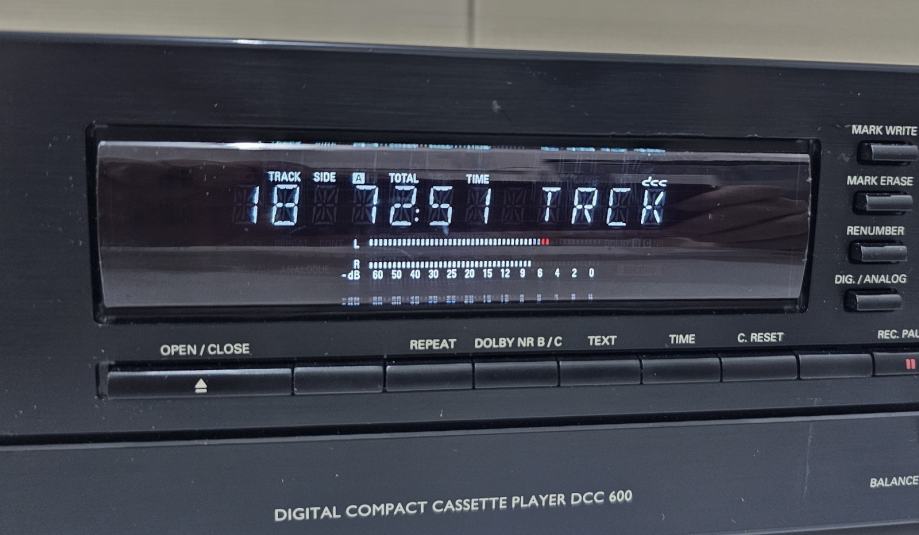 MARK WRITE
TRACK SIDE A TOTAL TIME dcc
18 72:51 TRCK
MARK ERASE
RENUMBER
L
R
-dB 60 50 40 30 25 20 15 12 9 6 4 2 0
DIG. / ANALOG
OPEN / CLOSE REPEAT DOLBY NR B / C TEXT TIME C. RESET REC. PAU
BALANCE
DIGITAL COMPACT CASSETTE PLAYER DCC 600